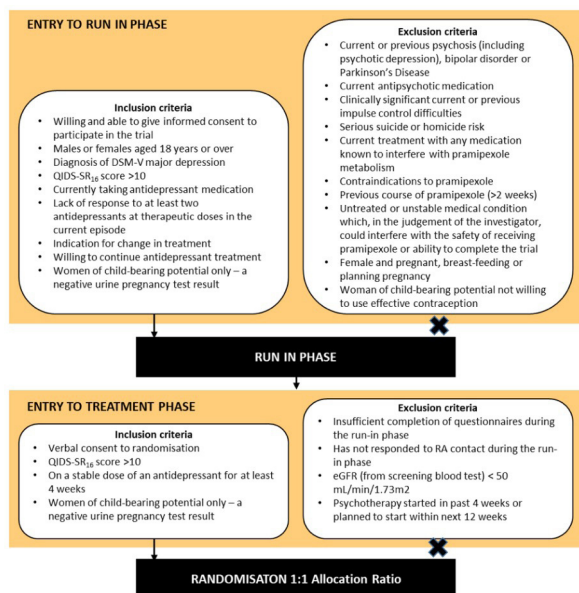 ENTRY TO RUN IN PHASE
Inclusion criteria
• Willing and able to give informed consent to
participate in the trial
• Males or females aged 18 years or over
• Diagnosis of DSM-V major depression
• QIDS-SR16 score >10
• Currently taking antidepressant medication
• Lack of response to at least two
antidepressants at therapeutic doses in the
current episode
• Indication for change in treatment
• Willing to continue antidepressant treatment
• Women of child-bearing potential only – a
negative urine pregnancy test result
Exclusion criteria
• Current or previous psychosis (including
psychotic depression), bipolar disorder or
Parkinson's Disease
• Current antipsychotic medication
• Clinically significant current or previous
impulse control difficulties
• Serious suicide or homicide risk
• Current treatment with any medication
known to interfere with pramipexole
metabolism
• Contraindications to pramipexole
• Previous course of pramipexole (>2 weeks)
• Untreated or unstable medical condition
which, in the judgement of the investigator,
could interfere with the safety of receiving
pramipexole or ability to complete the trial
• Female and pregnant, breast-feeding or
planning pregnancy
• Woman of child-bearing potential not willing
to use effective contraception
RUN IN PHASE
ENTRY TO TREATMENT PHASE
Inclusion criteria
• Verbal consent to randomisation
• QIDS-SR16 score >10
• On a stable dose of an antidepressant for at least
4 weeks
• Women of child-bearing potential only – a
negative urine pregnancy test result
Exclusion criteria
• Insufficient completion of questionnaires during
the run-in phase
• Has not responded to RA contact during the run-
in phase
• eGFR (from screening blood test) < 50
mL/min/1.73m2
• Psychotherapy started in past 4 weeks or
planned to start within next 12 weeks
RANDOMISATON 1:1 Allocation Ratio